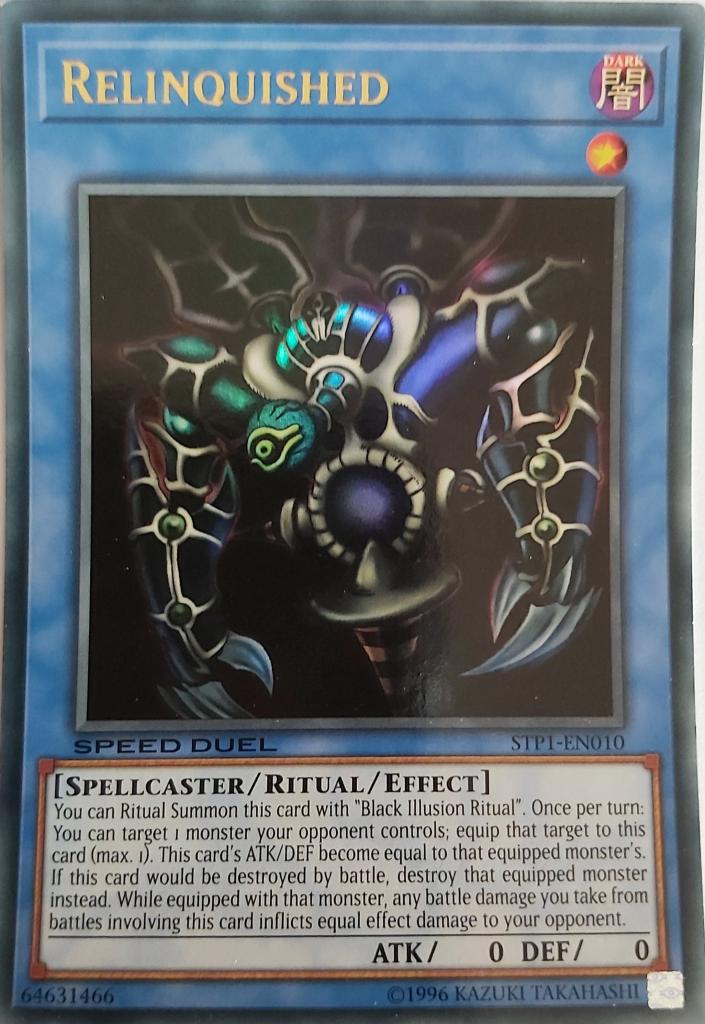 RELINQUISHED
DARK
闇
SPEED DUEL
STP1-EN010
[SPELLCASTER/RITUAL/EFFECT]
You can Ritual Summon this card with "Black Illusion Ritual". Once per turn:
You can target 1 monster your opponent controls; equip that target to this
card (max. 1). This card's ATK/DEF become equal to that equipped monster's.
If this card would be destroyed by battle, destroy that equipped monster
instead. While equipped with that monster, any battle damage you take from
battles involving this card inflicts equal effect damage to your opponent.
ATK/ 0 DEF/ 0
64631466
©1996 KAZUKI TAKAHASHI